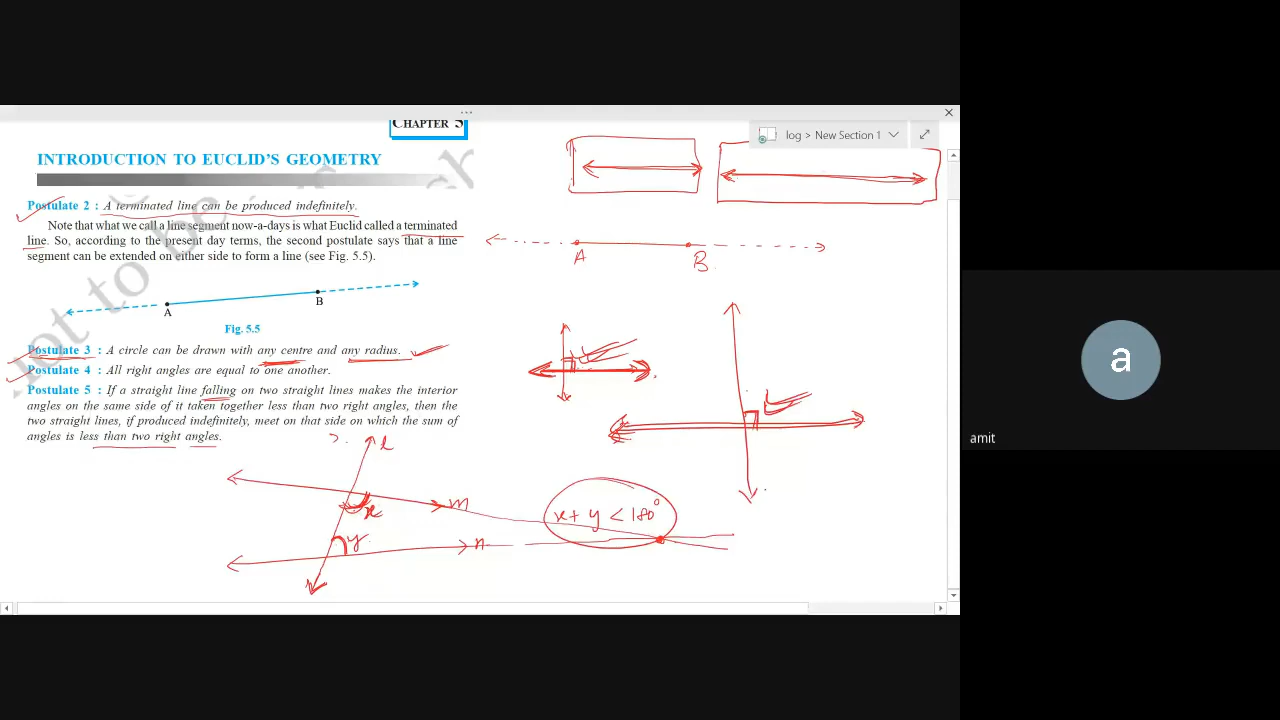 CHAPTER 5
log > New Section 1
INTRODUCTION TO EUCLID'S GEOMETRY
Postulate 2 : A terminated line can be produced indefinitely.
Note that what we call a line segment now-a-days is what Euclid called a terminated
line. So, according to the present day terms, the second postulate says that a line
segment can be extended on either side to form a line (see Fig. 5.5).
A B
A B
Fig. 5.5
Postulate 3 : A circle can be drawn with any centre and any radius.
Postulate 4 : All right angles are equal to one another.
Postulate 5 : If a straight line falling on two straight lines makes the interior
angles on the same side of it taken together less than two right angles, then the
two straight lines, if produced indefinitely, meet on that side on which the sum of
angles is less than two right angles.
l
m
x
x + y < 180°
y
n
a
amit
not to be
sh